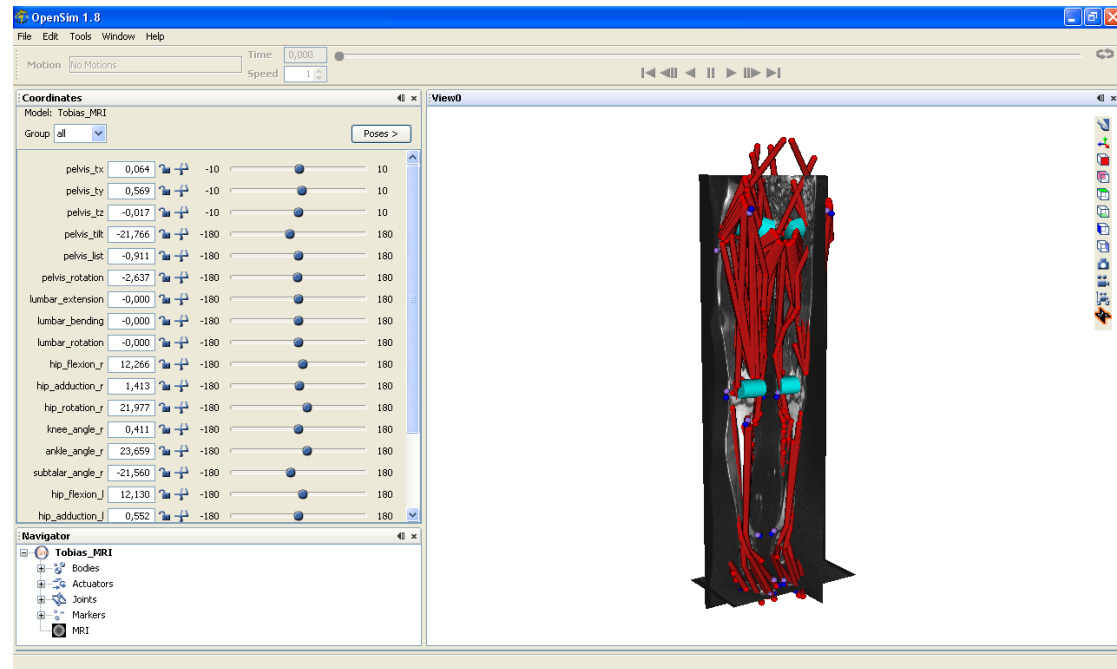 OpenSim 1.8
File Edit Tools Window Help
Motion No Motions Time 0,000
Speed 1
Coordinates
Model: Tobias_MRI
Group all Poses >
pelvis_tx 0,064 -10 10
pelvis_ty 0,569 -10 10
pelvis_tz -0,017 -10 10
pelvis_tilt -21,766 -180 180
pelvis_list -0,911 -180 180
pelvis_rotation -2,637 -180 180
lumbar_extension -0,000 -180 180
lumbar_bending -0,000 -180 180
lumbar_rotation -0,000 -180 180
hip_flexion_r 12,266 -180 180
hip_adduction_r 1,413 -180 180
hip_rotation_r 21,977 -180 180
knee_angle_r 0,411 -180 180
ankle_angle_r 23,659 -180 180
subtalar_angle_r -21,560 -180 180
hip_flexion_l 12,130 -180 180
hip_adduction_l 0,552 -180 180
Navigator
Tobias_MRI
Bodies
Actuators
Joints
Markers
MRI
View0